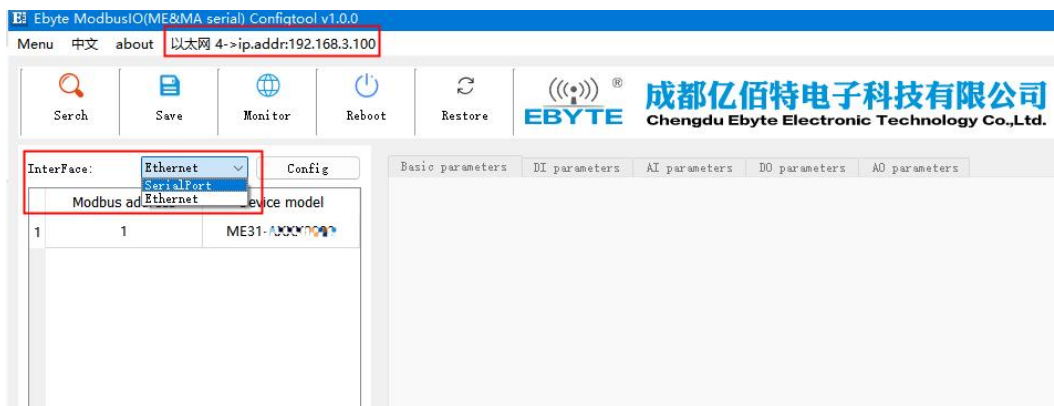 Ebyte ModbusIO(ME&MA serial) Configtool v1.0.0
Menu 中文 about 以太网 4->ip.addr:192.168.3.100
Serch Save Monitor Reboot Restore
EBYTE ®
成都亿佰特电子科技有限公司
Chengdu Ebyte Electronic Technology Co.,Ltd.
InterFace: Ethernet Config
SerialPort
Ethernet
Basic parameters DI parameters AI parameters DO parameters AO parameters
Modbus Device model
1 1 ME31-